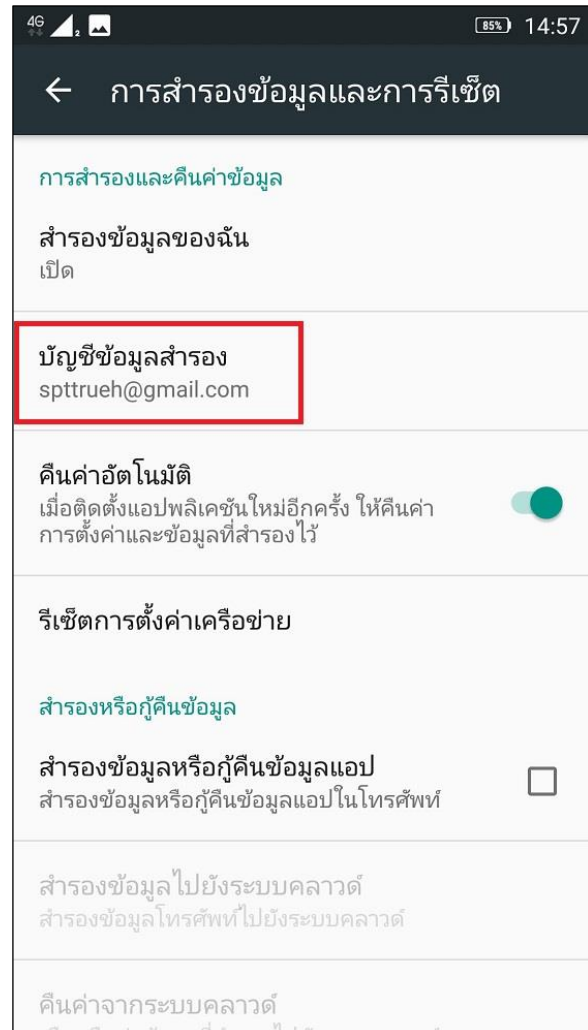 4G 2 85% 14:57
การสำรองข้อมูลและการรีเซ็ต
การสำรองและคืนค่าข้อมูล
สำรองข้อมูลของฉัน
เปิด
บัญชีข้อมูลสำรอง
spttrueh@gmail.com
คืนค่าอัตโนมัติ
เมื่อติดตั้งแอปพลิเคชันใหม่อีกครั้ง ให้คืนค่า
การตั้งค่าและข้อมูลที่สำรองไว้
รีเซ็ตการตั้งค่าเครือข่าย
สำรองหรือกู้คืนข้อมูล
สำรองข้อมูลหรือกู้คืนข้อมูลแอป
สำรองข้อมูลหรือกู้คืนข้อมูลแอปในโทรศัพท์
สำรองข้อมูลไปยังระบบคลาวด์
สำรองข้อมูลโทรศัพท์ไปยังระบบคลาวด์
คืนค่าจากระบบคลาวด์